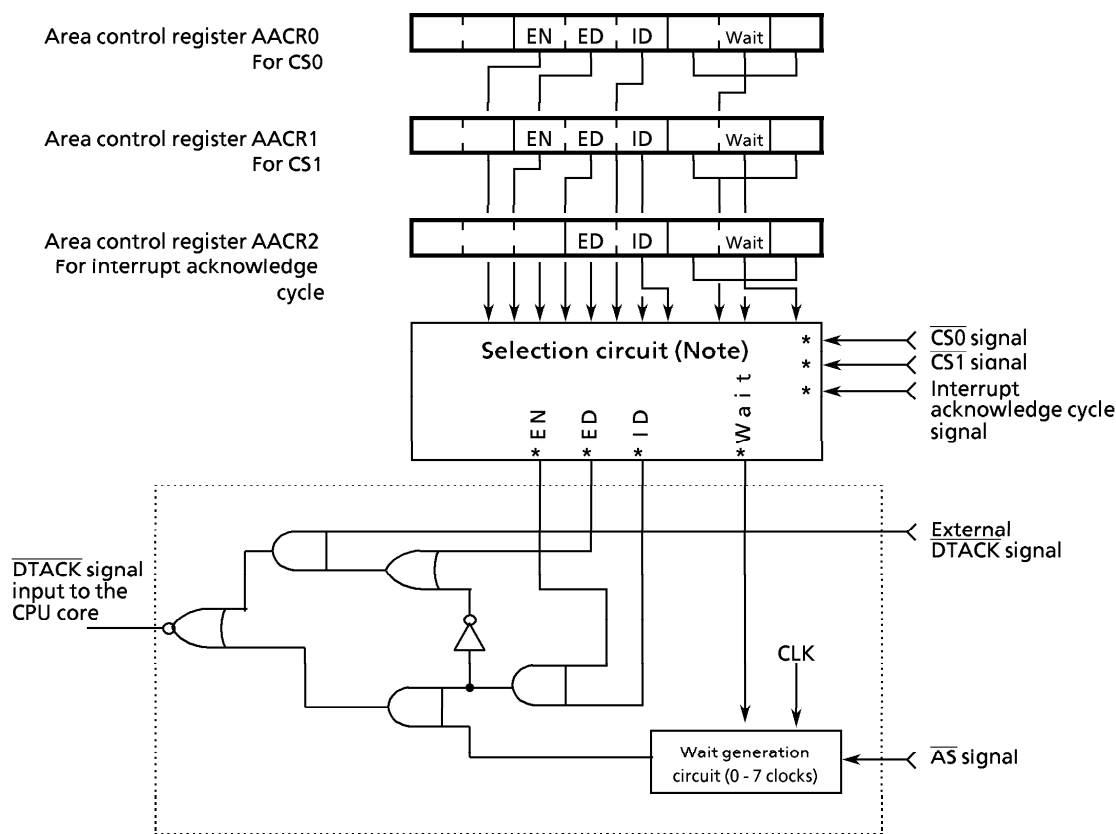 Area control register AACR0
For CS0
EN ED ID Wait
Area control register AACR1
For CS1
EN ED ID Wait
Area control register AACR2
For interrupt acknowledge
cycle
ED ID Wait
Selection circuit (Note)
*
*
*
CS0 signal
CS1 signal
Interrupt
acknowledge cycle
signal
*EN
*ED
*ID
*Wait
External
DTACK signal
DTACK signal
input to the
CPU core
CLK
Wait generation
circuit (0 - 7 clocks)
AS signal